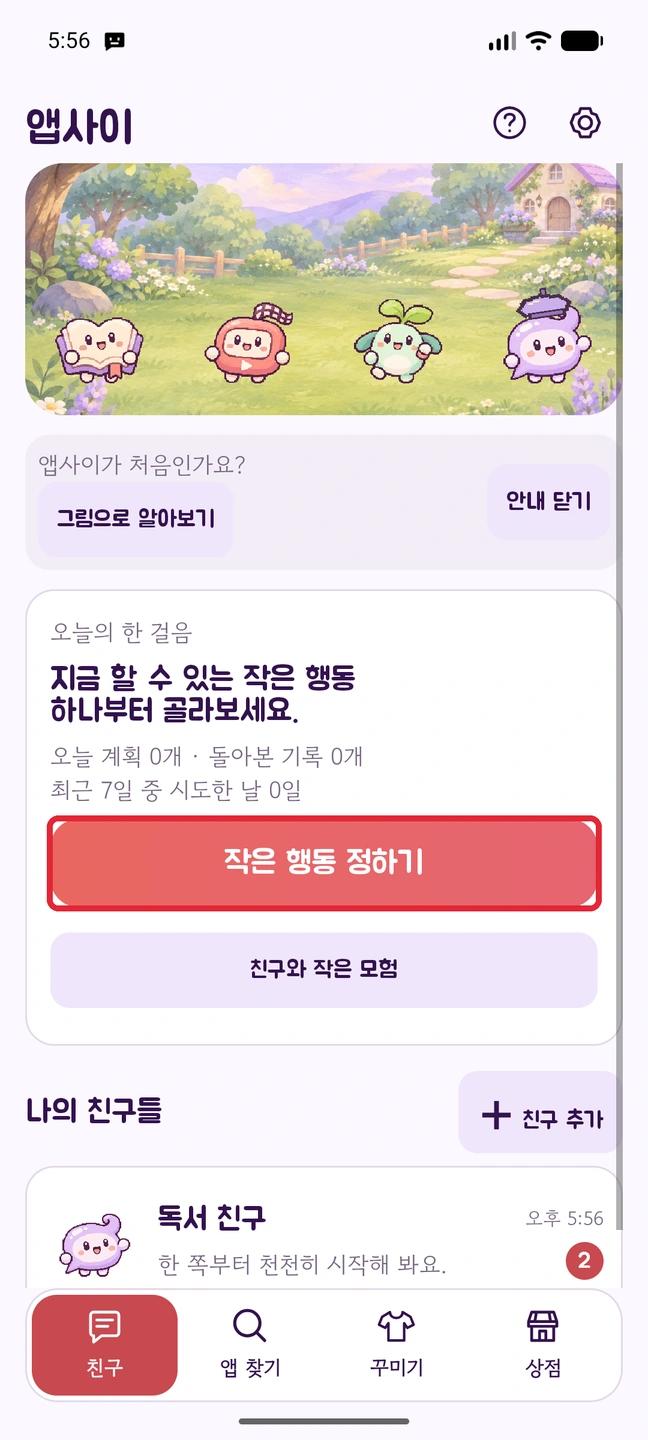 5:56
앱사이
앱사이가 처음인가요?
그림으로 알아보기
안내 닫기
오늘의 한 걸음
지금 할 수 있는 작은 행동
하나부터 골라보세요.
오늘 계획 0개 · 돌아본 기록 0개
최근 7일 중 시도한 날 0일
작은 행동 정하기
친구와 작은 모험
나의 친구들
친구 추가
독서 친구
오후 5:56
한 쪽부터 천천히 시작해 봐요.
2
친구
앱 찾기
꾸미기
상점